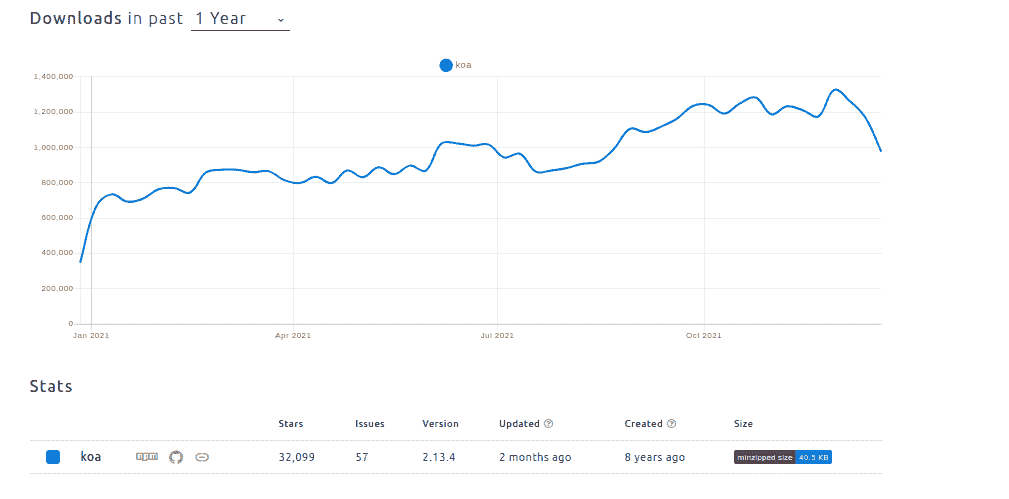 Downloads in past 1 Year
koa
1,400,000
1,200,000
1,000,000
800,000
600,000
400,000
200,000
0
Jan 2021 Apr 2021 Jul 2021 Oct 2021
Stats
Stars Issues Version Updated ? Created ? Size
koa npm 32,099 57 2.13.4 2 months ago 8 years ago minzipped size 40.5 KB